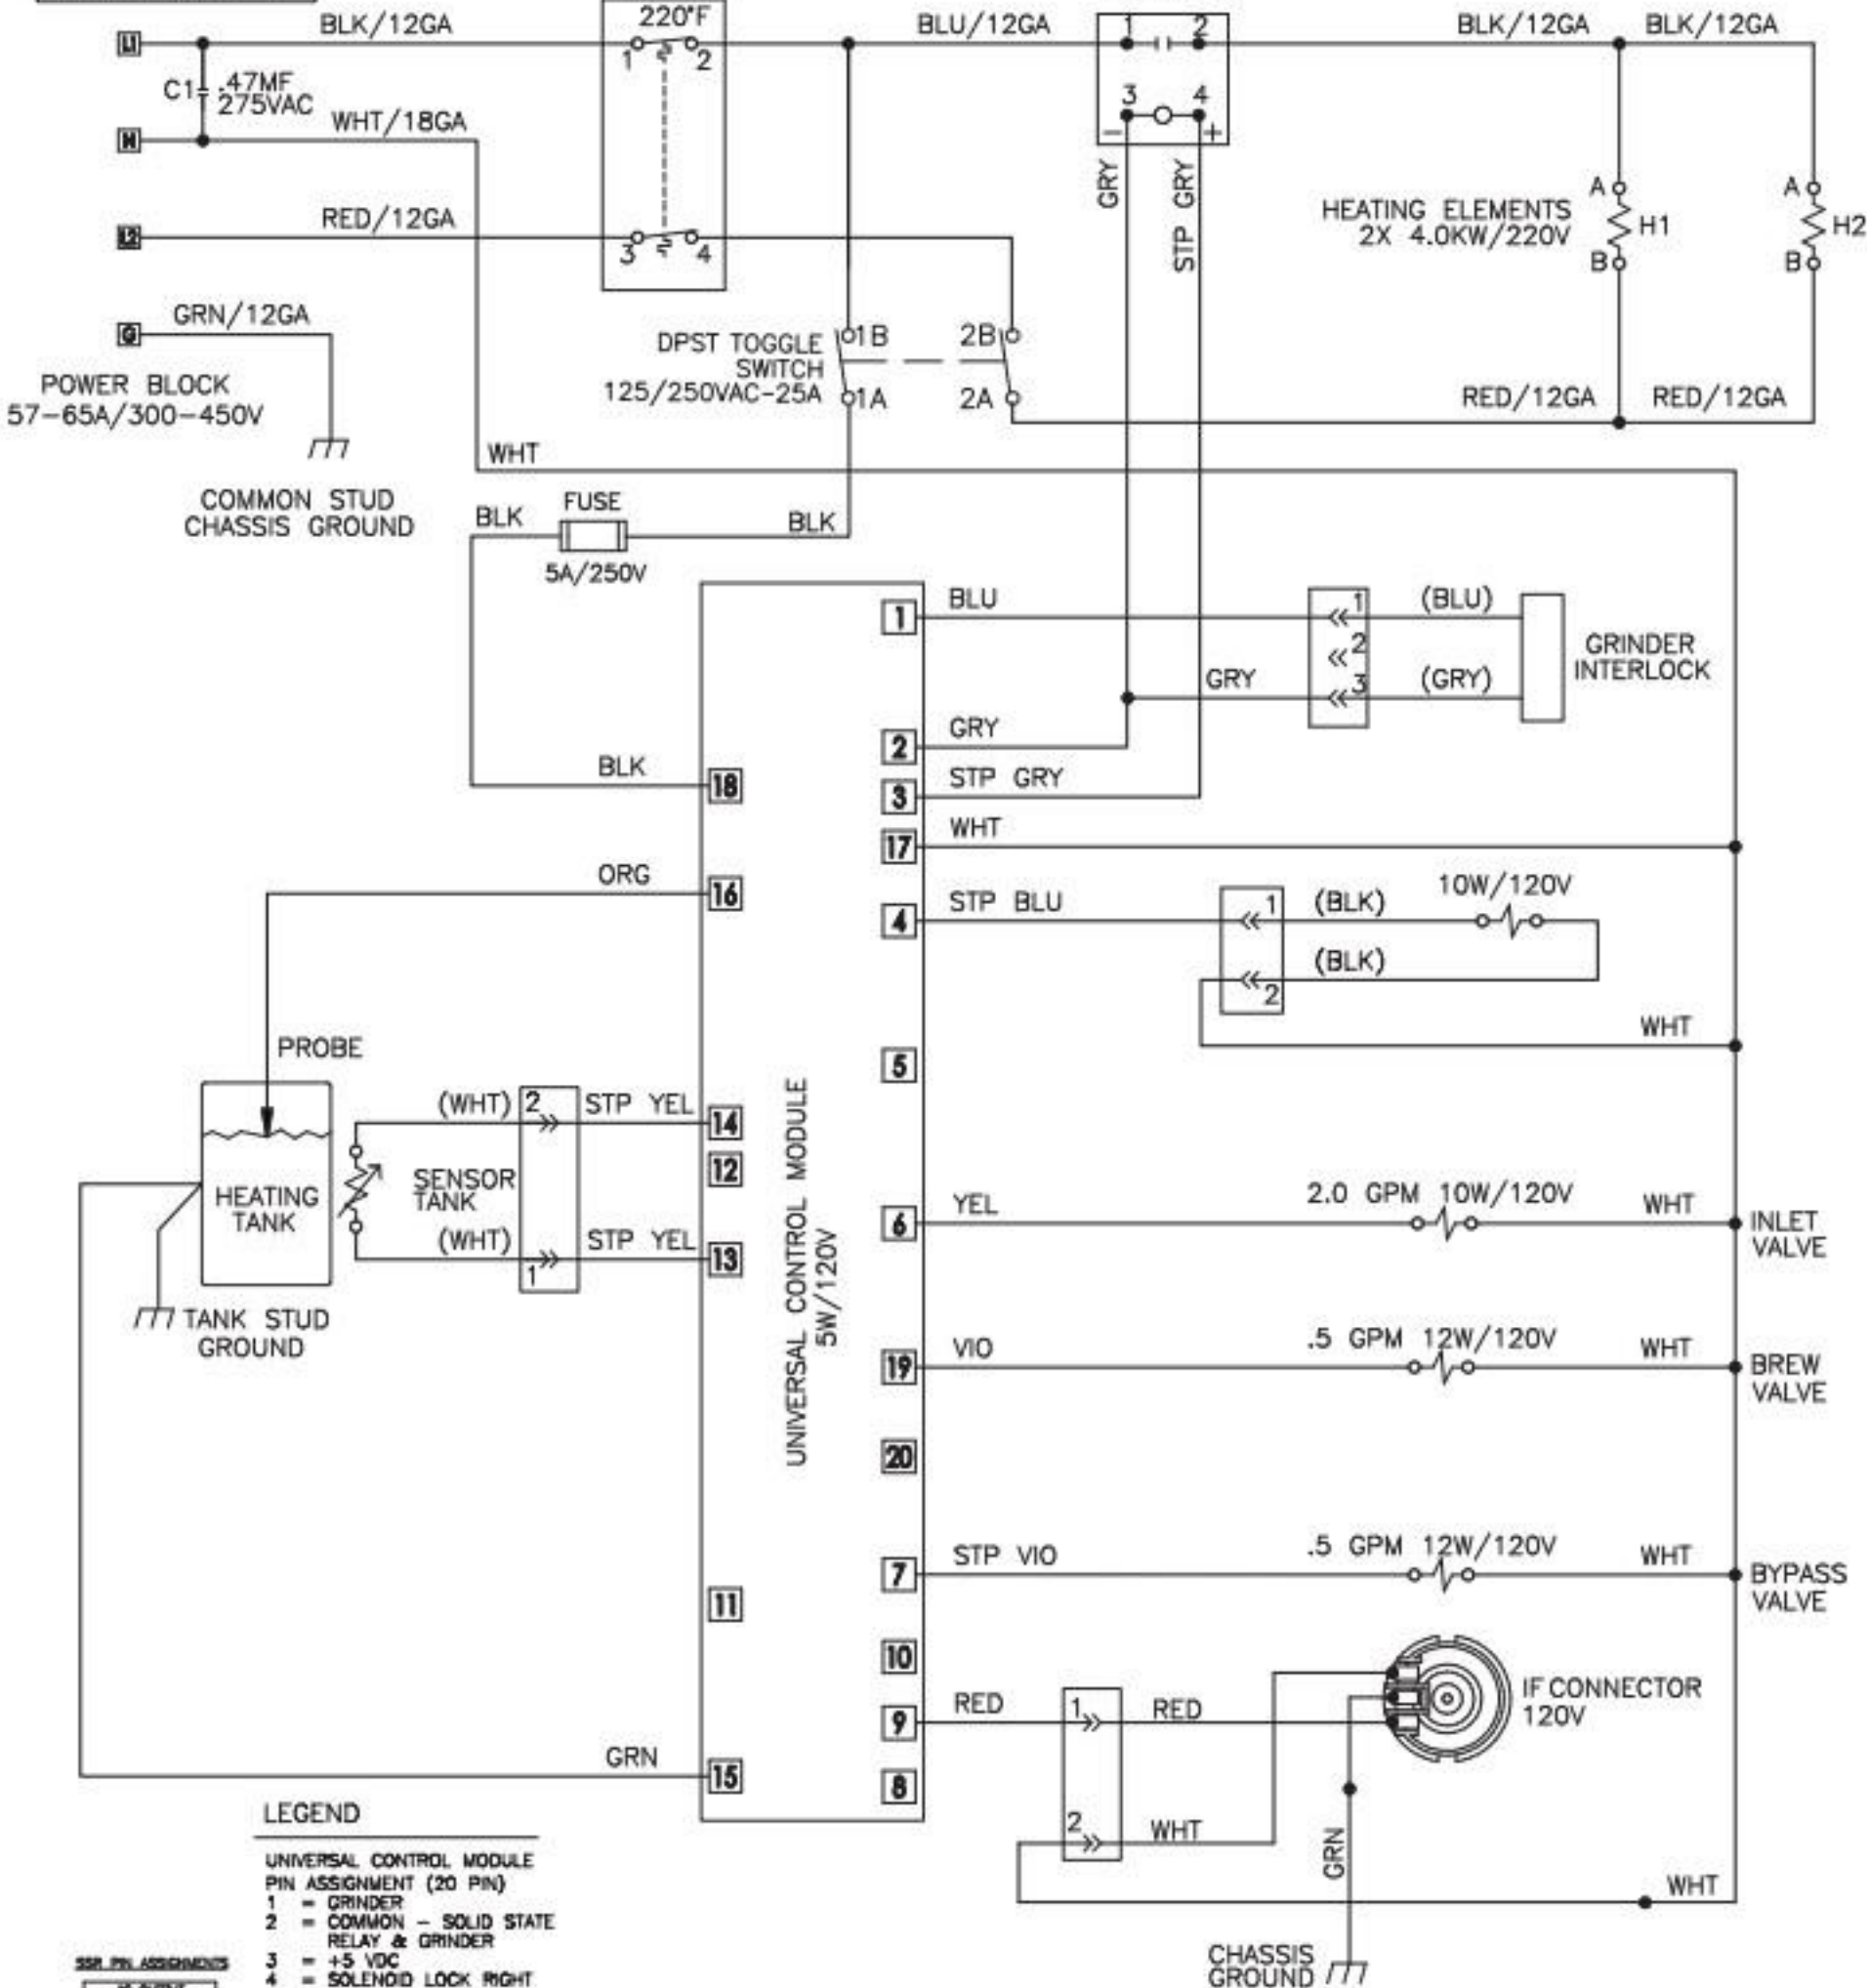 BLK/12GA
220°F
BLU/12GA
1 2
BLK/12GA
BLK/12GA
L1
1 2
C1 .47MF
275VAC
3 4
N
WHT/18GA
− +
GRY
STP GRY
A A
HEATING ELEMENTS
2X 4.0KW/220V
H1
H2
B B
L2
RED/12GA
3 4
GRN/12GA
G
POWER BLOCK
57-65A/300-450V
DPST TOGGLE
SWITCH
125/250VAC-25A
1B
2B
1A
2A
RED/12GA
RED/12GA
WHT
COMMON STUD
CHASSIS GROUND
BLK
FUSE
BLK
5A/250V
1
BLU
1
(BLU)
2
GRINDER
INTERLOCK
GRY
3
(GRY)
2
GRY
BLK
18
3
STP GRY
17
WHT
ORG
16
4
STP BLU
1
(BLK)
10W/120V
(BLK)
2
WHT
PROBE
5
(WHT)
2
STP YEL
14
12
HEATING
TANK
SENSOR
TANK
(WHT)
1
STP YEL
13
UNIVERSAL CONTROL MODULE
5W/120V
6
YEL
2.0 GPM 10W/120V
WHT
INLET
VALVE
TANK STUD
GROUND
19
VIO
.5 GPM 12W/120V
WHT
BREW
VALVE
20
7
STP VIO
.5 GPM 12W/120V
WHT
BYPASS
VALVE
11
10
9
RED
1
RED
IF CONNECTOR
120V
GRN
15
8
2
WHT
GRN
WHT
CHASSIS
GROUND
LEGEND
UNIVERSAL CONTROL MODULE
PIN ASSIGNMENT (20 PIN)
1 = GRINDER
2 = COMMON - SOLID STATE
RELAY & GRINDER
3 = +5 VDC
4 = SOLENOID LOCK RIGHT
SSR PIN ASSIGNMENTS